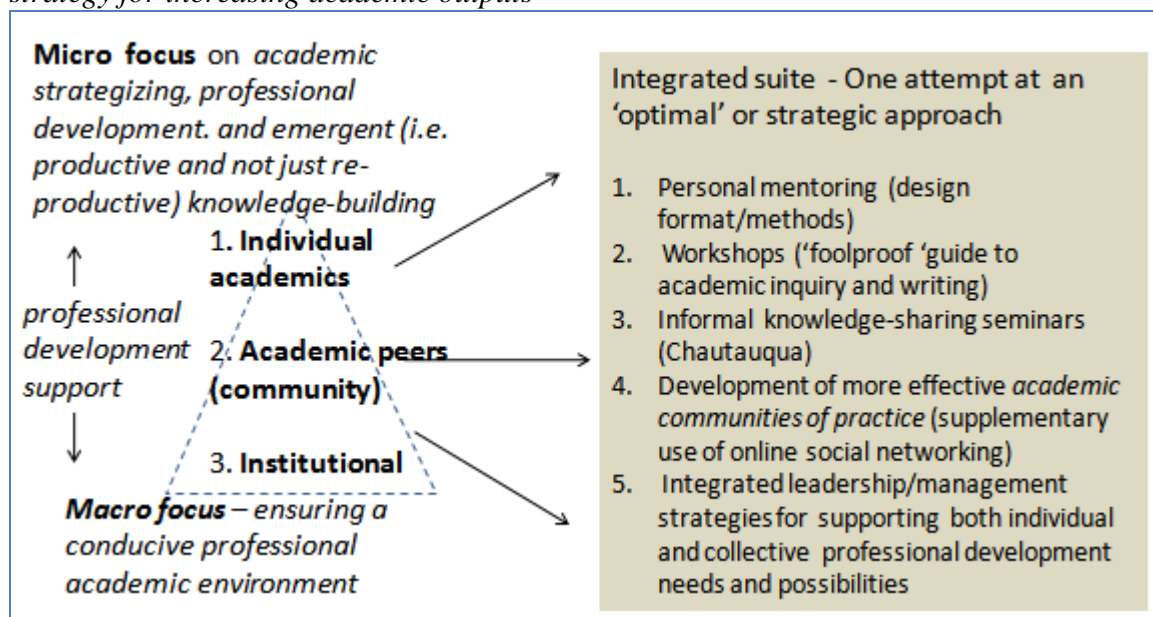 strategy for increasing academic outputs
Micro focus on academic
strategizing, professional
development. and emergent (i.e.
productive and not just re-
productive) knowledge-building
1. Individual
academics
professional
development
support
2. Academic peers
(community)
3. Institutional
Macro focus – ensuring a
conducive professional
academic environment
Integrated suite - One attempt at an
‘optimal’ or strategic approach
1. Personal mentoring (design
format/methods)
2. Workshops (‘foolproof ‘guide to
academic inquiry and writing)
3. Informal knowledge-sharing seminars
(Chautauqua)
4. Development of more effective academic
communities of practice (supplementary
use of online social networking)
5. Integrated leadership/management
strategies for supporting both individual
and collective professional development
needs and possibilities